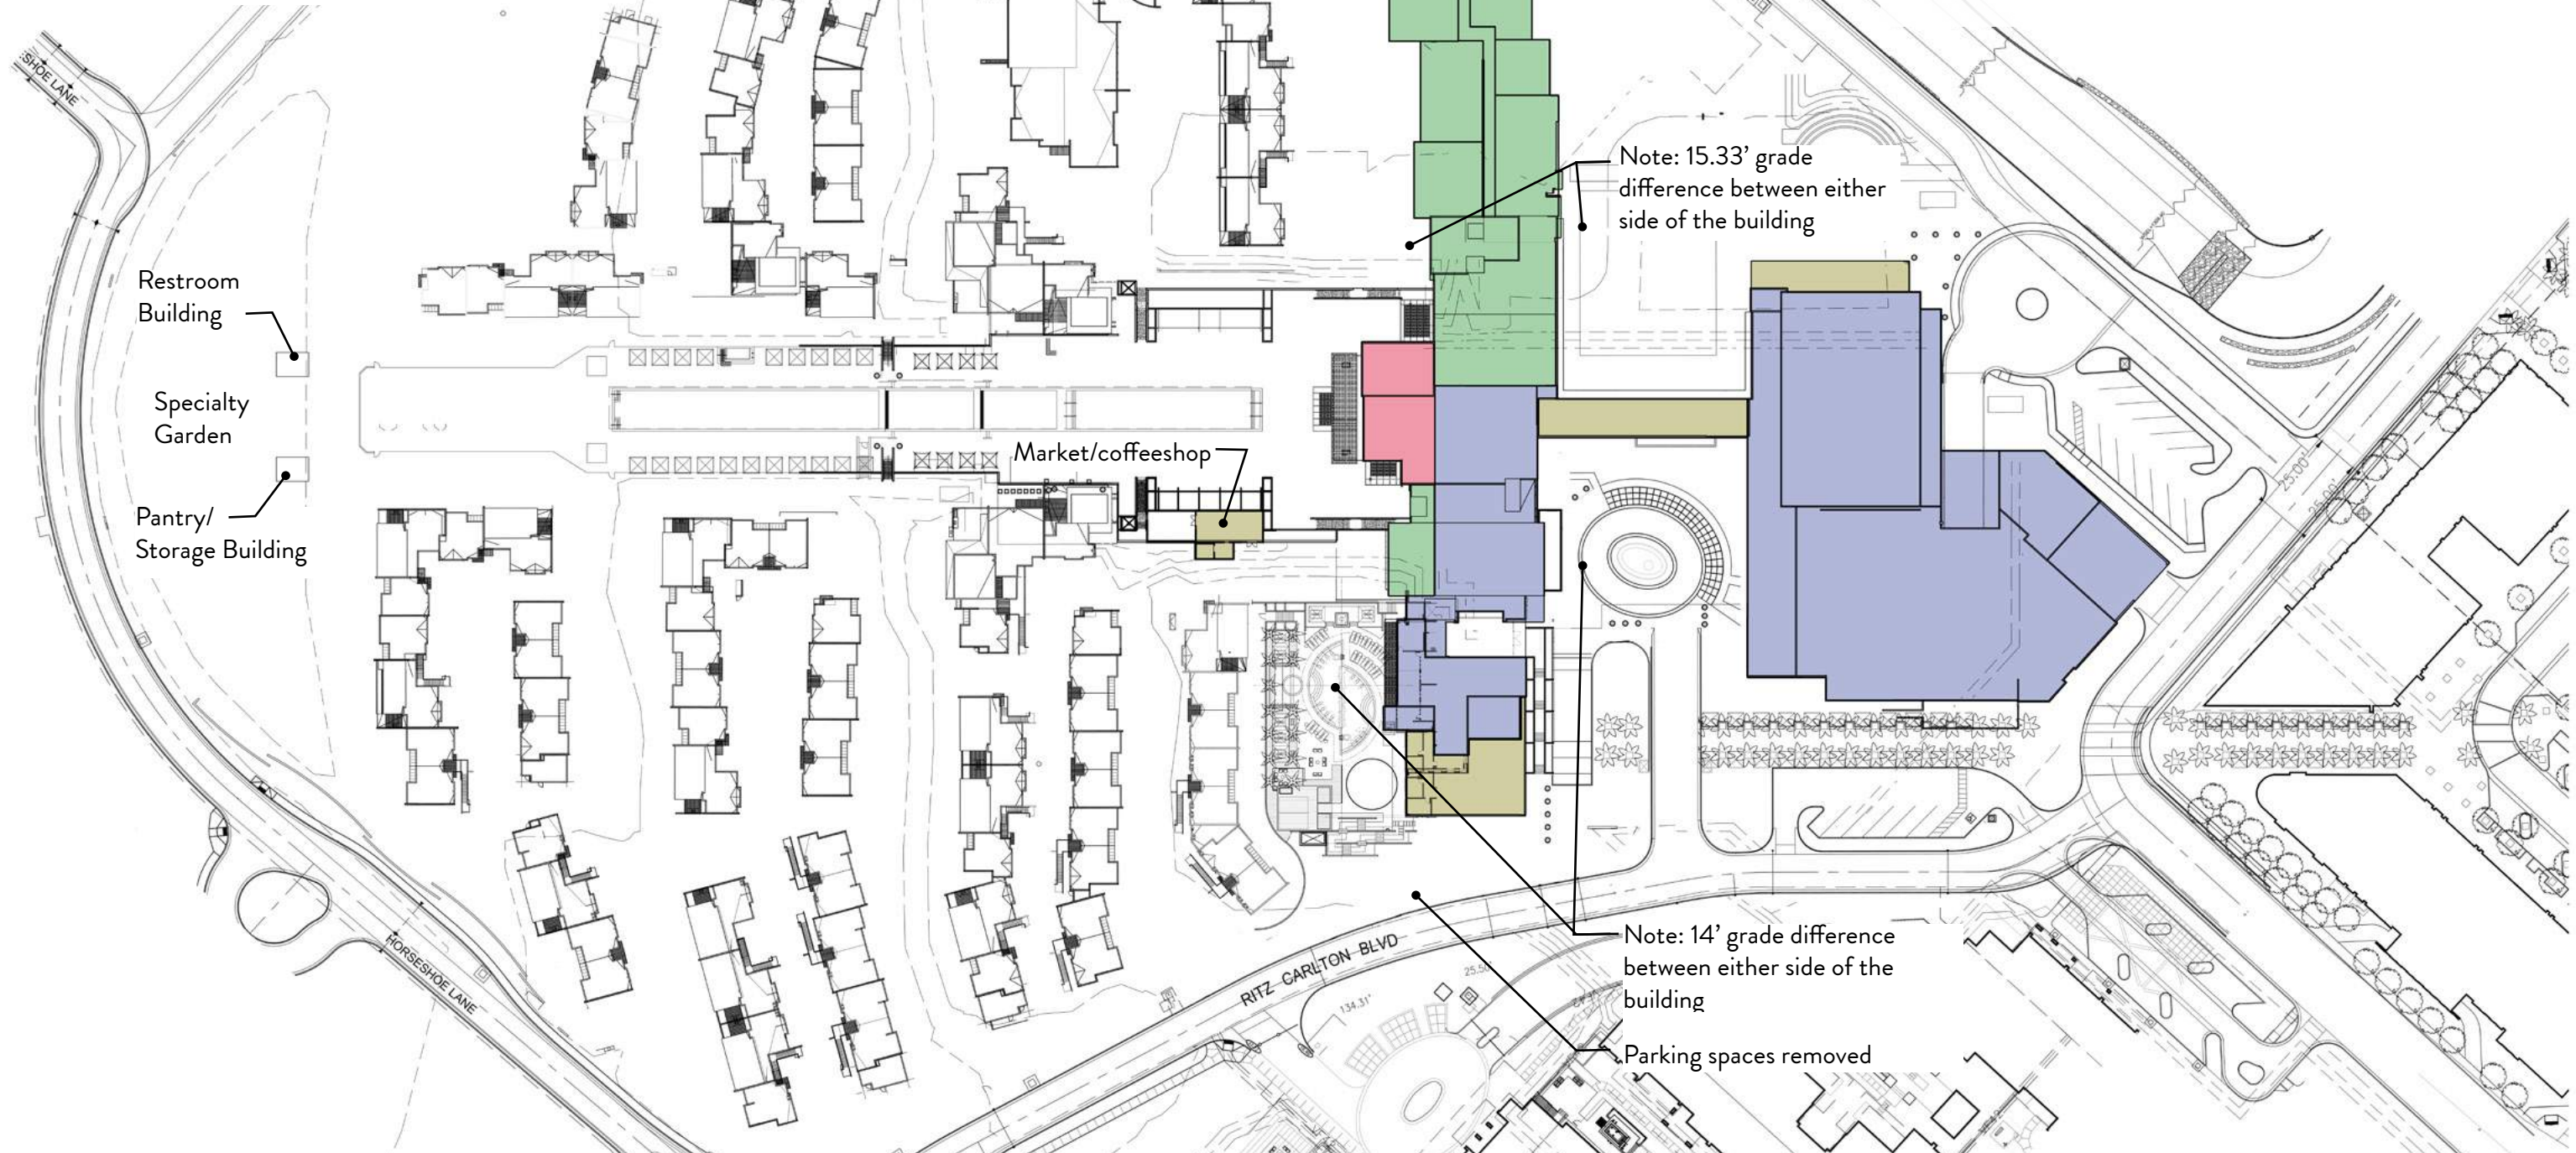 SHOE LANE
Note: 15.33’ grade
difference between either
side of the building
Restroom
Building
Specialty
Garden
Market/coffeeshop
25.00'
25.00'
Pantry/
Storage Building
Note: 14’ grade difference
between either side of the
building
RITZ CARLTON BLVD
HORSESHOE LANE
25.50'
134.31'
Parking spaces removed